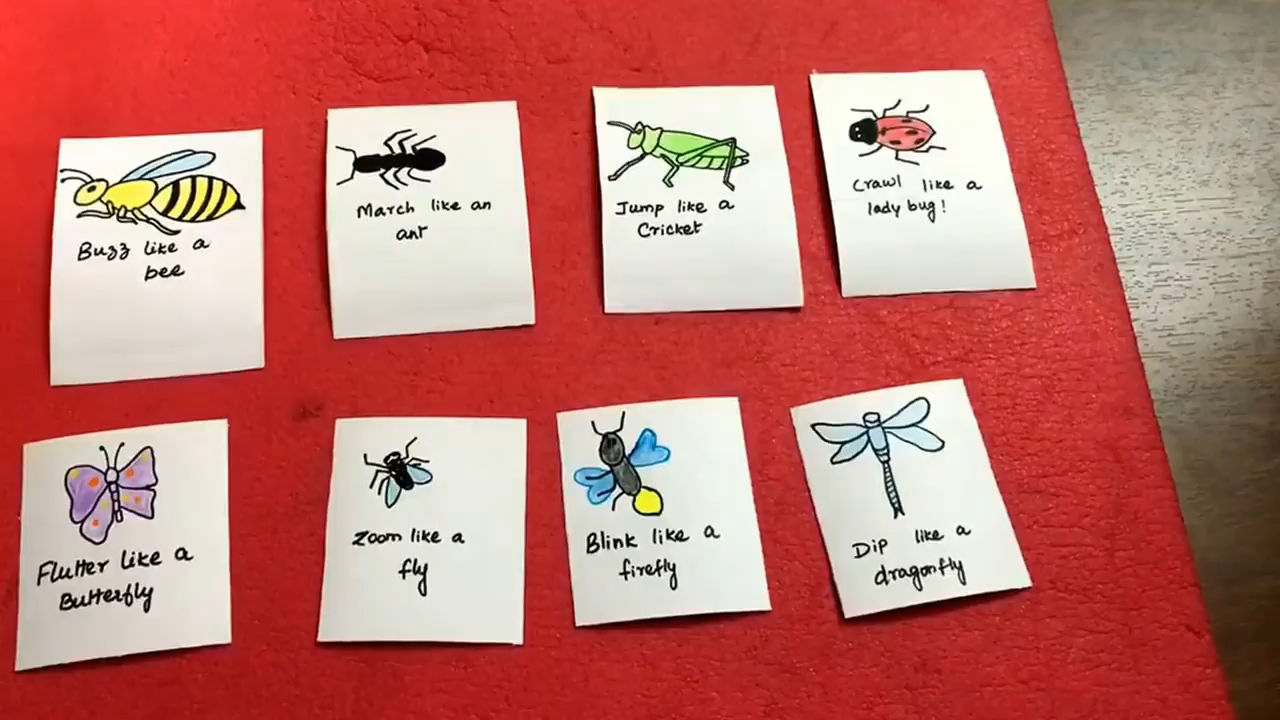 Buzz like a
bee
March like an
ant
Jump like a
Cricket
Crawl like a
lady bug!
Flutter like a
Butterfly
Zoom like a
fly
Blink like a
firefly
Dip like a
dragonfly